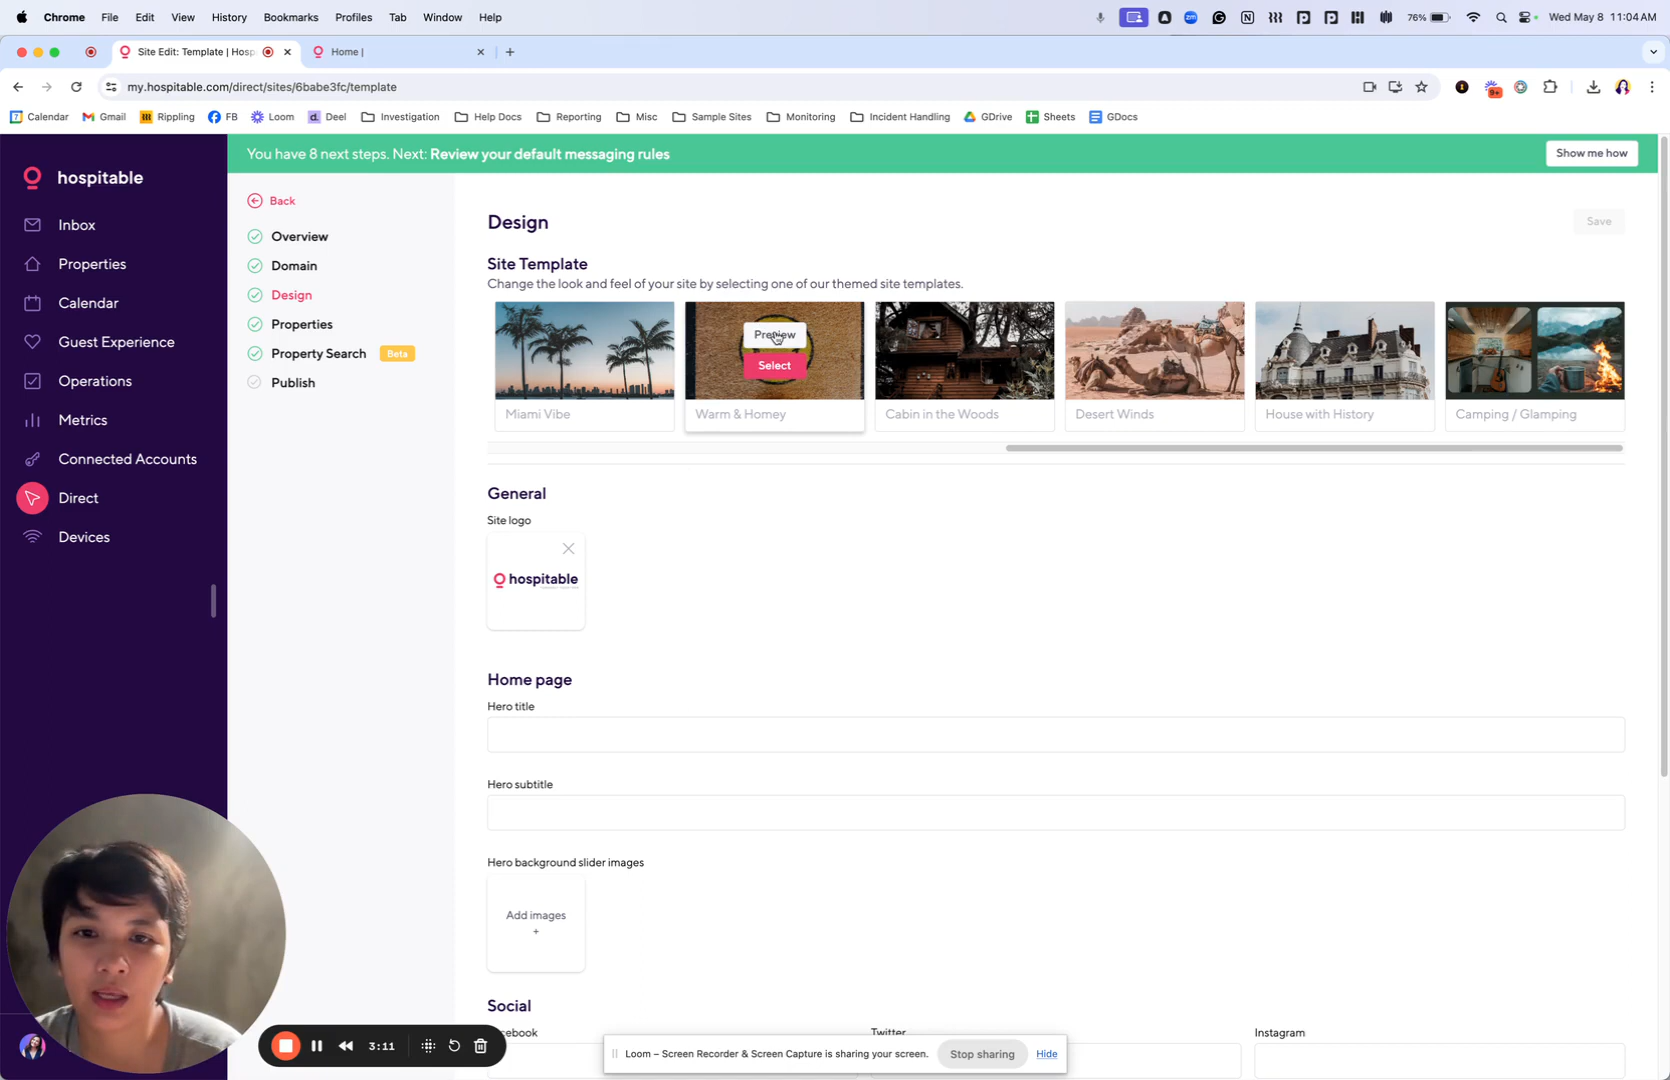 Chrome File Edit View History Bookmarks Profiles Tab Window Help
76% Wed May 8 11:04AM
Site Edit: Template | Hosp
Home |
my.hospitable.com/direct/sites/6babe3fc/template
Calendar Gmail Rippling FB Loom Deel Investigation Help Docs Reporting Misc Sample Sites Monitoring Incident Handling GDrive Sheets GDocs
9+
You have 8 next steps. Next: Review your default messaging rules
Show me how
hospitable
Inbox
Properties
Calendar
Guest Experience
Operations
Metrics
Connected Accounts
Direct
Devices
Back
Overview
Domain
Design
Properties
Property Search Beta
Publish
Design
Save
Site Template
Change the look and feel of your site by selecting one of our themed site templates.
Preview
Select
Miami Vibe
Warm & Homey
Cabin in the Woods
Desert Winds
House with History
Camping / Glamping
General
Site logo
hospitable
Home page
Hero title
Hero subtitle
Hero background slider images
Add images
+
Social
cebook
Twitter
Instagram
3:11
Loom – Screen Recorder & Screen Capture is sharing your screen.
Stop sharing
Hide